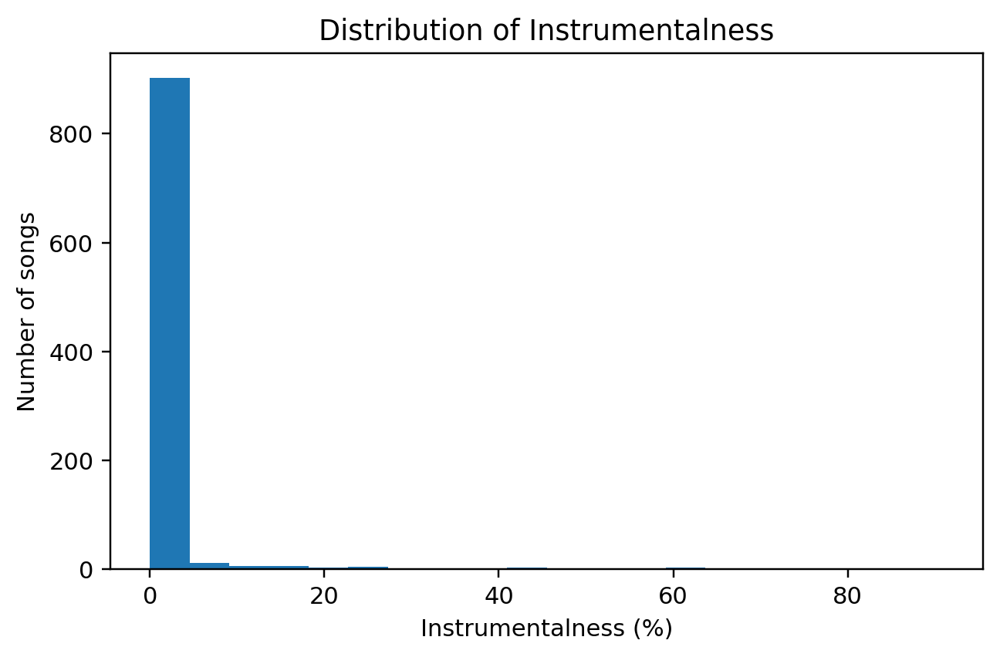 Distribution of Instrumentalness
800
600
400
200
0
Number of songs
0 20 40 60 80
Instrumentalness (%)